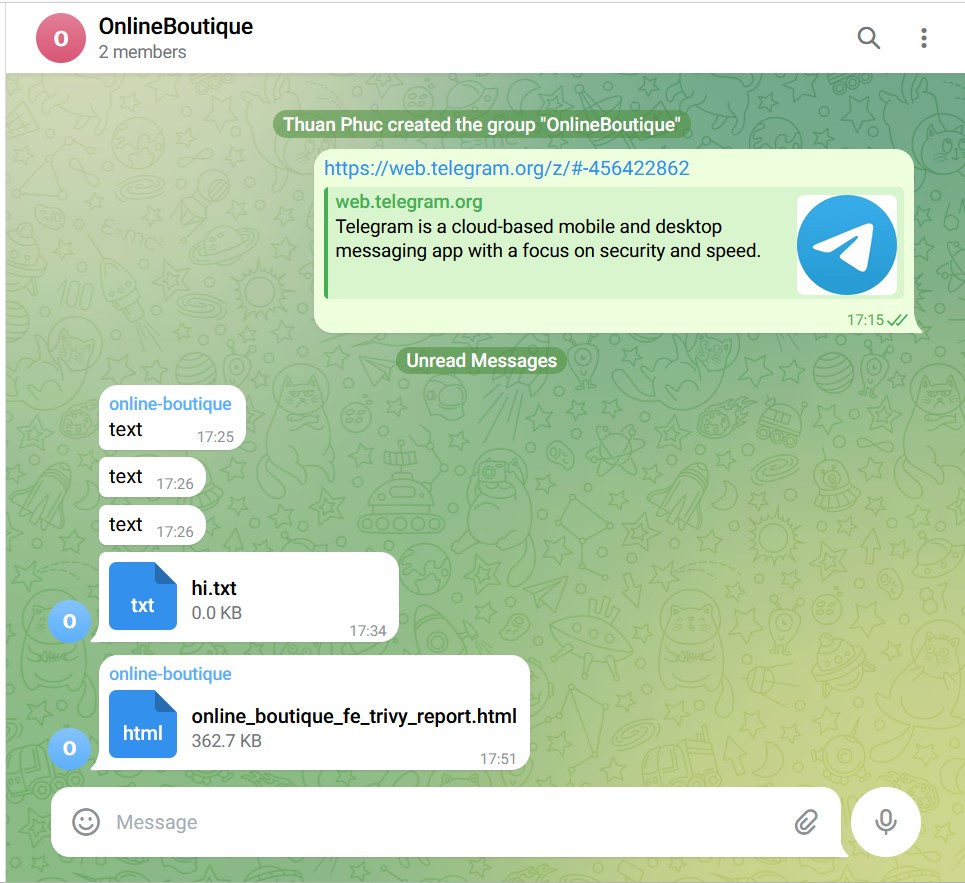 O
OnlineBoutique
2 members
Thuan Phuc created the group "OnlineBoutique"
https://web.telegram.org/z/#-456422862
web.telegram.org
Telegram is a cloud-based mobile and desktop
messaging app with a focus on security and speed.
17:15
Unread Messages
online-boutique
text 17:25
text 17:26
text 17:26
txt
hi.txt
0.0 KB
17:34
O
online-boutique
html
online_boutique_fe_trivy_report.html
362.7 KB
17:51
O
Message